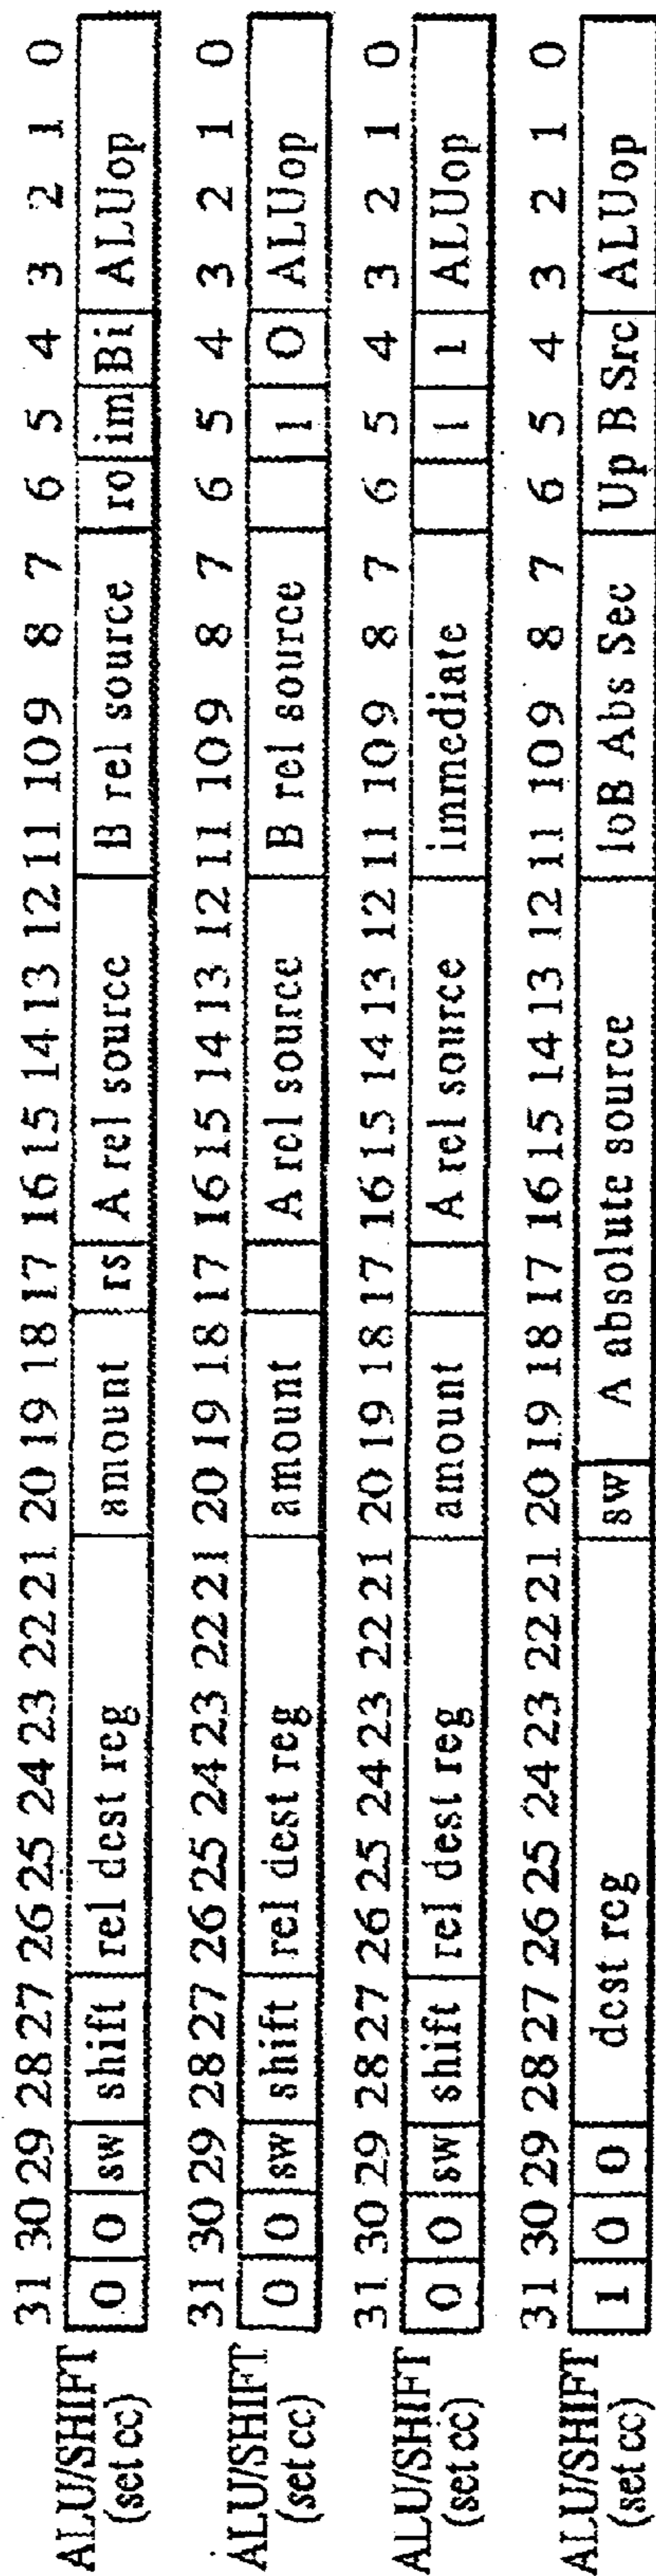 31 30 29 28 27 26 25 24 23 22 21 20 19 18 17 16 15 14 13 12 11 10 9 8 7 6 5 4 3 2 1 0
ALU/SHIFT (set cc) 0 0 sw shift rel dest reg amount rs A rel source B rel source ro im Bi ALUop
31 30 29 28 27 26 25 24 23 22 21 20 19 18 17 16 15 14 13 12 11 10 9 8 7 6 5 4 3 2 1 0
ALU/SHIFT (set cc) 0 0 sw shift rel dest reg amount A rel source B rel source 1 0 ALUop
31 30 29 28 27 26 25 24 23 22 21 20 19 18 17 16 15 14 13 12 11 10 9 8 7 6 5 4 3 2 1 0
ALU/SHIFT (set cc) 0 0 sw shift rel dest reg amount A rel source immediate 1 1 ALUop
31 30 29 28 27 26 25 24 23 22 21 20 19 18 17 16 15 14 13 12 11 10 9 8 7 6 5 4 3 2 1 0
ALU/SHIFT (set cc) 1 0 0 dest reg sw A absolute source loB Abs Sec Up B Src ALUop